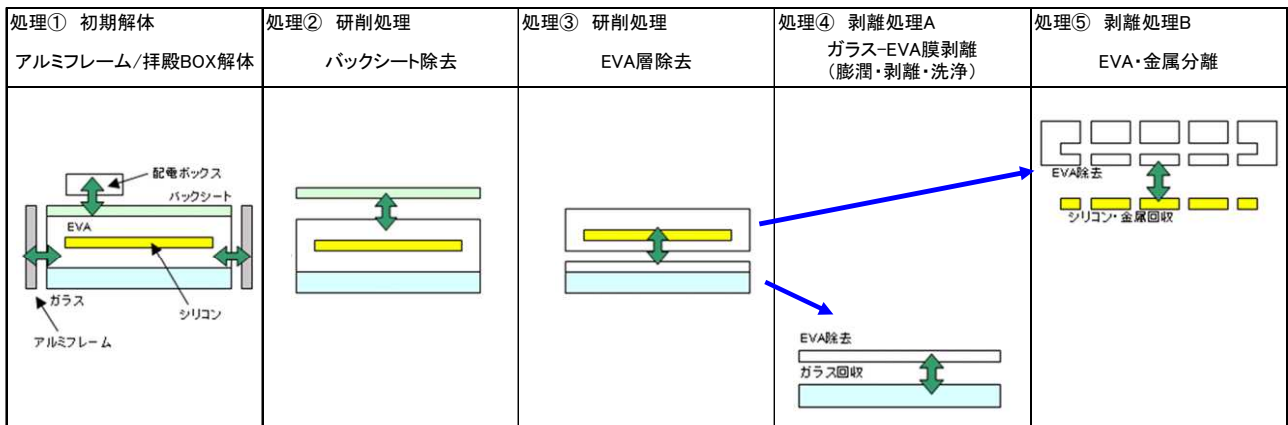 処理① 初期解体
アルミフレーム/拝殿BOX解体
配電ボックス
バックシート
EVA
ガラス
シリコン
アルミフレーム
処理② 研削処理
バックシート除去
処理③ 研削処理
EVA層除去
処理④ 剥離処理A
ガラス-EVA膜剥離
(膨潤・剥離・洗浄)
EVA除去
ガラス回収
処理⑤ 剥離処理B
EVA・金属分離
EVA除去
シリコン・金属回収